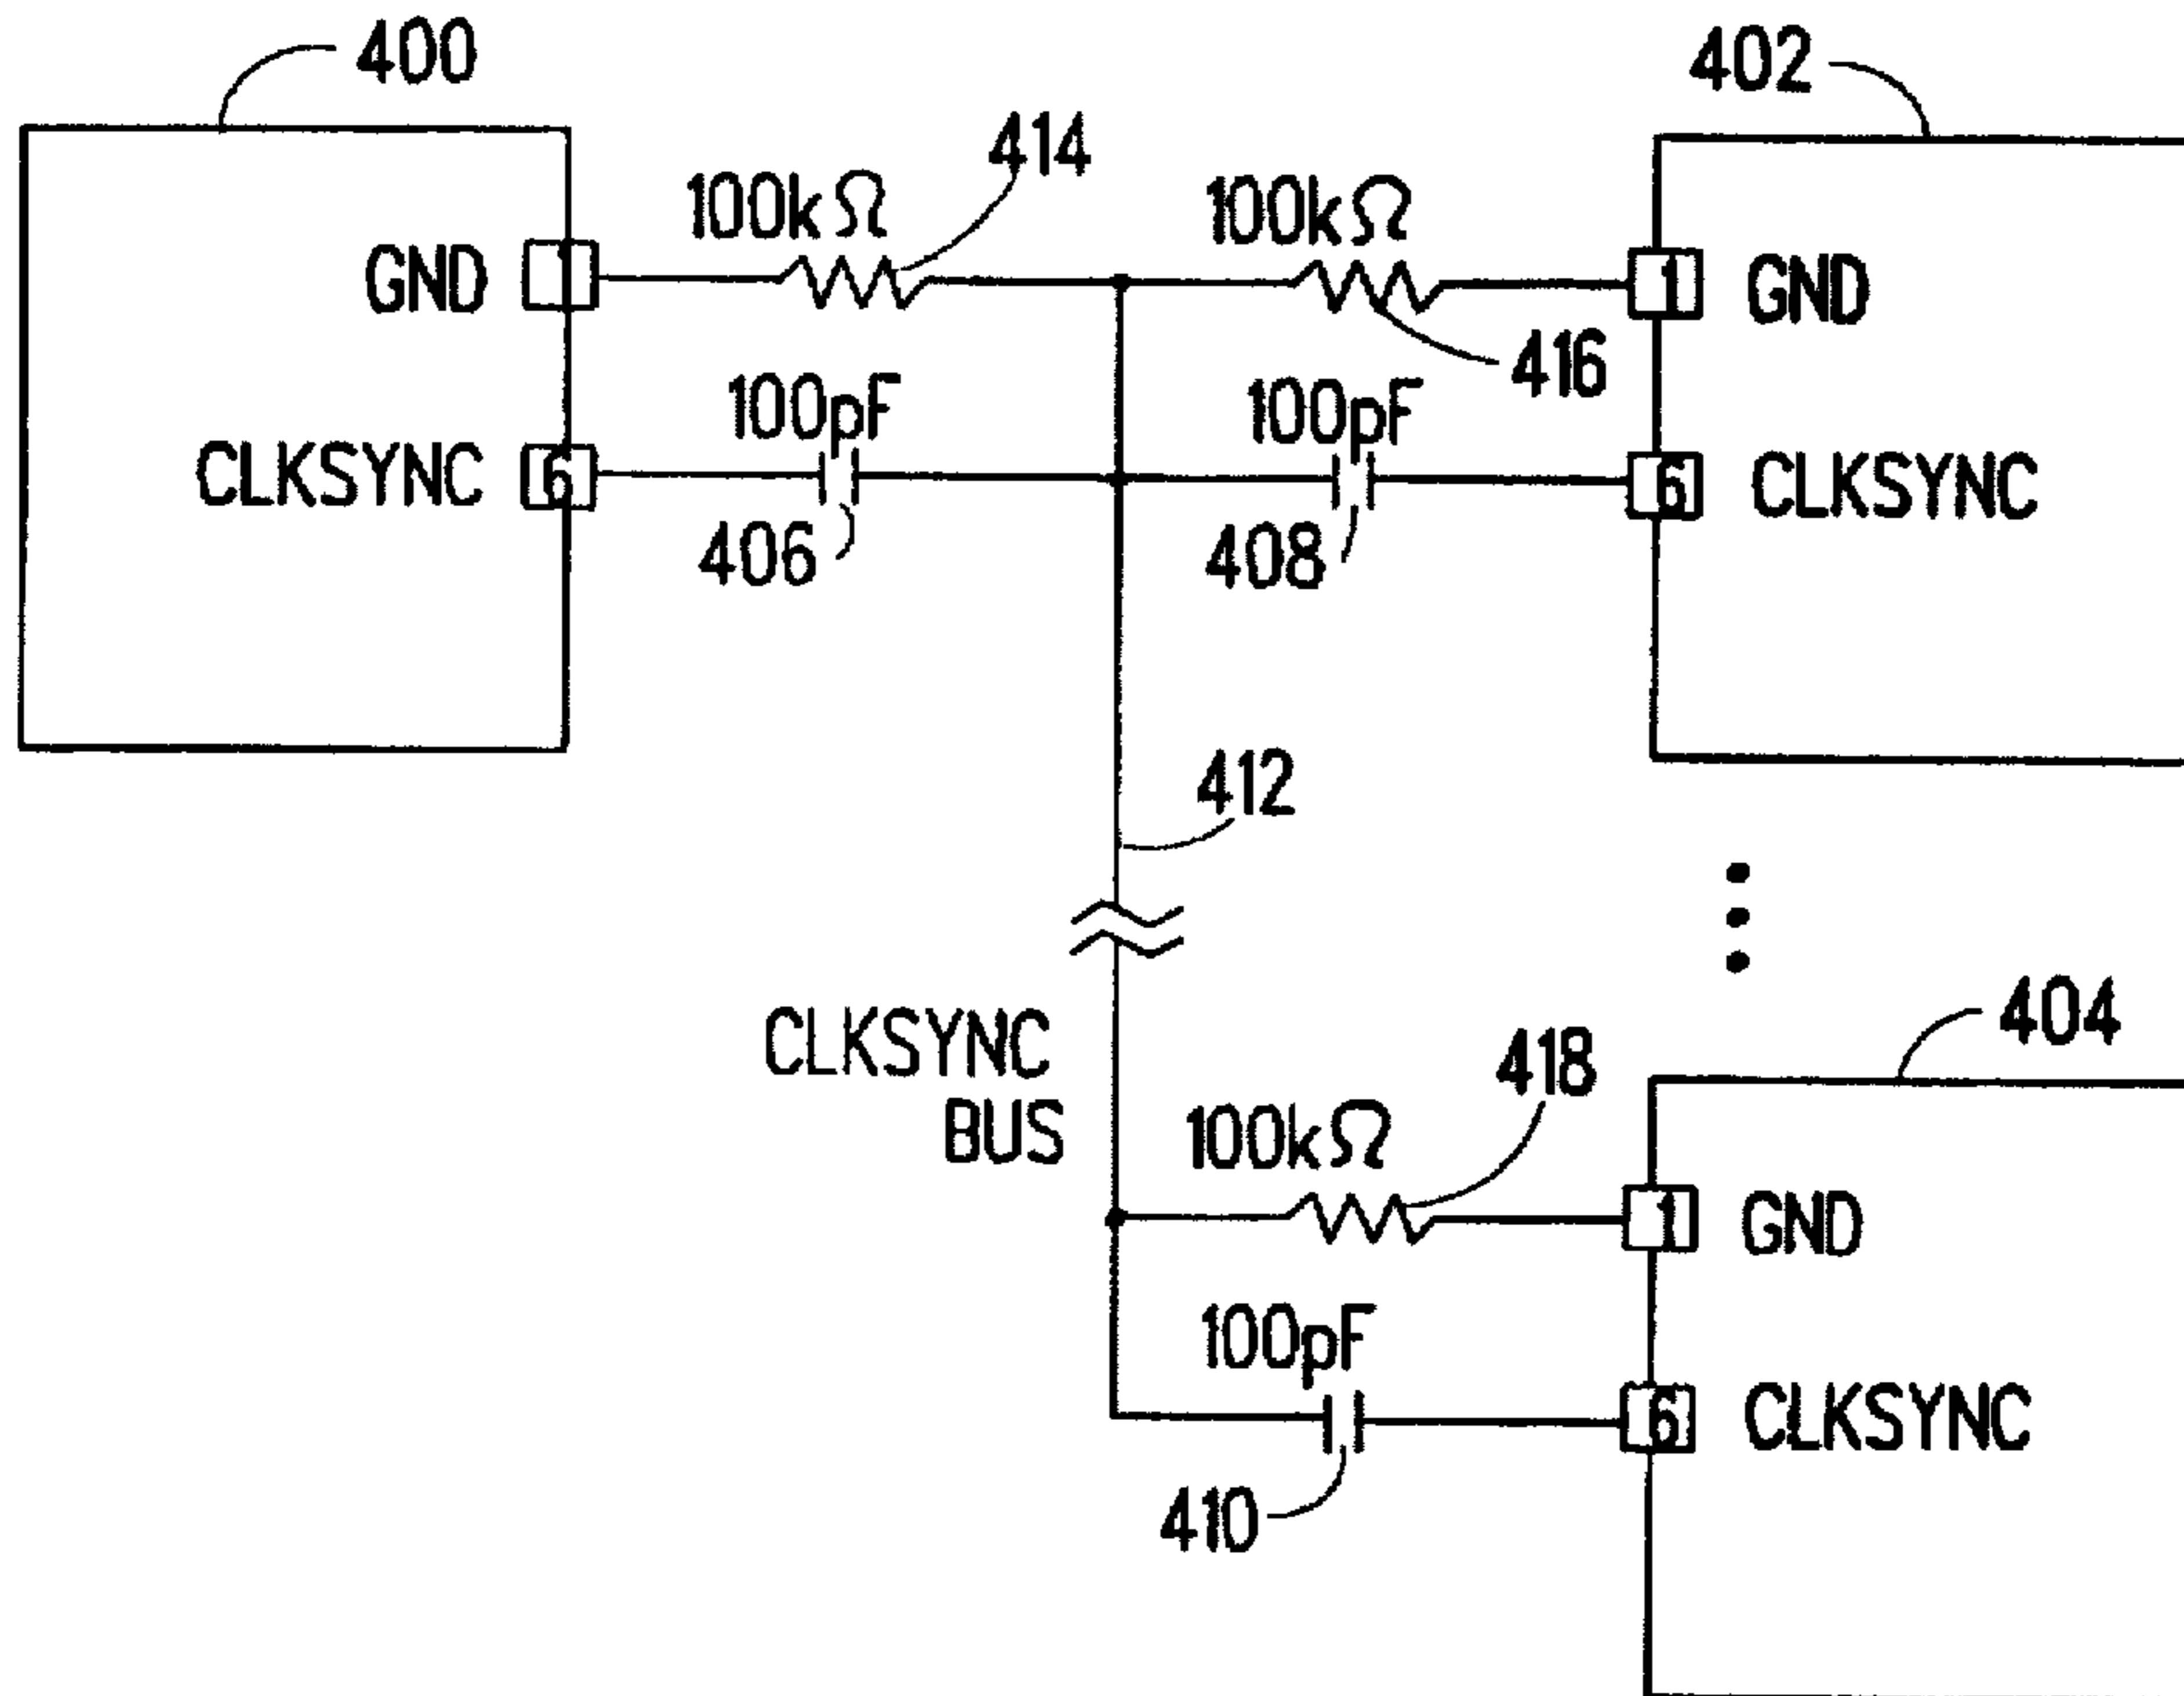 400
402
414
100kΩ
100kΩ
GND 1
1 GND
416
100pF
100pF
CLKSYNC 6
6 CLKSYNC
406
408
412
404
CLKSYNC
BUS
418
100kΩ
1 GND
100pF
6 CLKSYNC
410